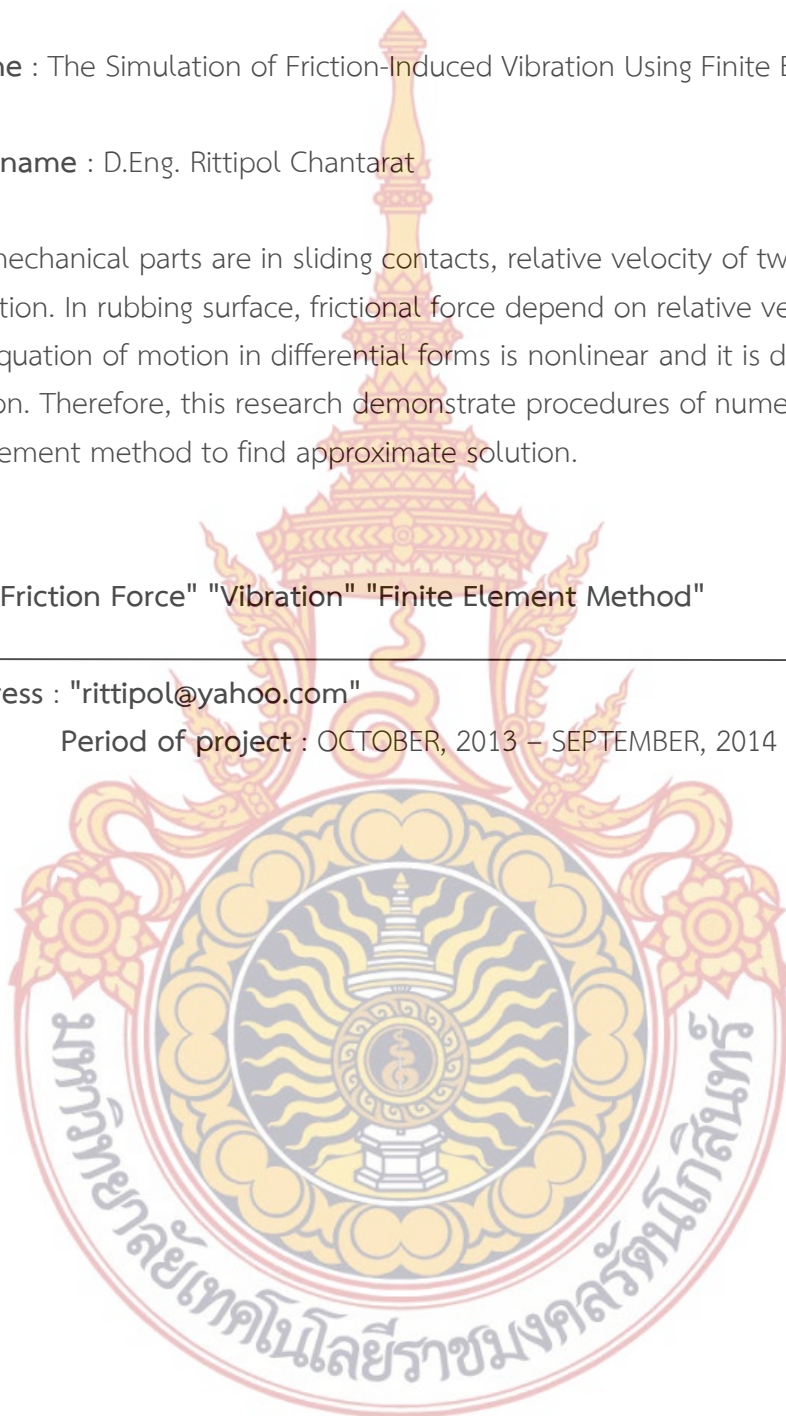 ne : The Simulation of Friction-Induced Vibration Using Finite E
name : D.Eng. Rittipol Chantarat
mechanical parts are in sliding contacts, relative velocity of tw
tion. In rubbing surface, frictional force depend on relative ve
quation of motion in differential forms is nonlinear and it is d
on. Therefore, this research demonstrate procedures of nume
ement method to find approximate solution.
Friction Force" "Vibration" "Finite Element Method"
ress : "rittipol@yahoo.com"
Period of project : OCTOBER, 2013 – SEPTEMBER, 2014
มหาวิทยาลัยเทคโนโลยีราชมงคลรัตนโกสินทร์